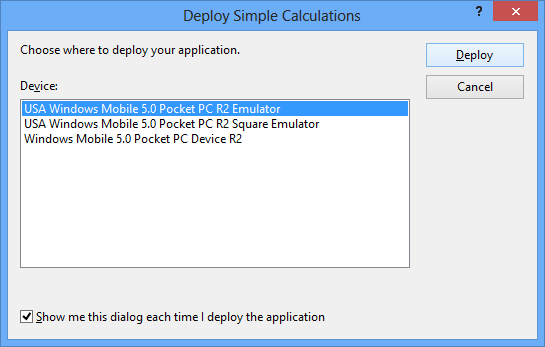 Deploy Simple Calculations
?
Choose where to deploy your application.
Deploy
Cancel
Device:
USA Windows Mobile 5.0 Pocket PC R2 Emulator
USA Windows Mobile 5.0 Pocket PC R2 Square Emulator
Windows Mobile 5.0 Pocket PC Device R2
Show me this dialog each time I deploy the application